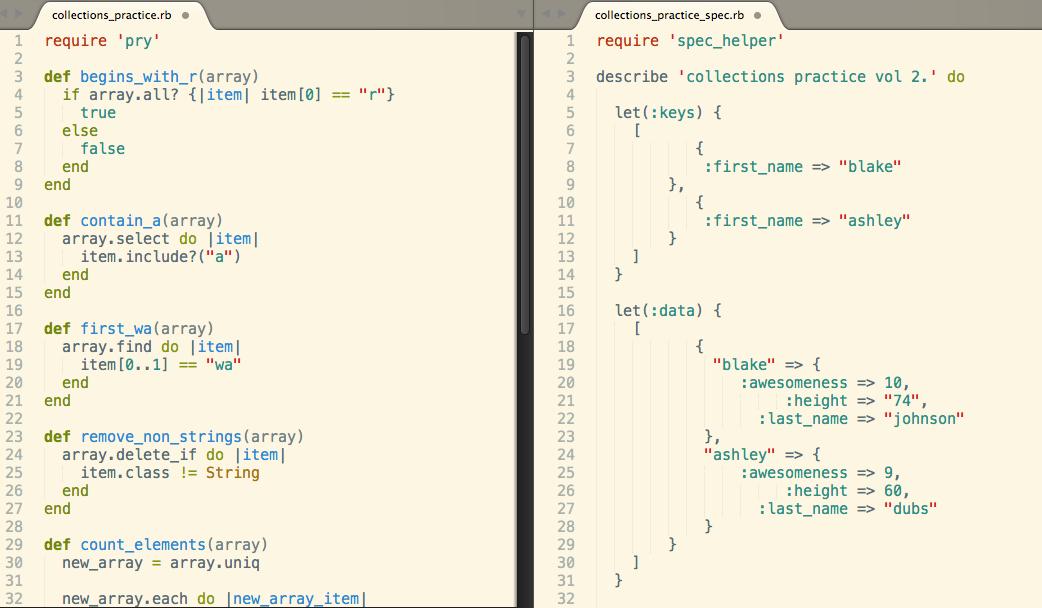 collections_practice.rb
1 require 'pry'
2
3 def begins_with_r(array)
4   if array.all? {|item| item[0] == "r"}
5     true
6   else
7     false
8   end
9 end
10
11 def contain_a(array)
12   array.select do |item|
13     item.include?("a")
14   end
15 end
16
17 def first_wa(array)
18   array.find do |item|
19     item[0..1] == "wa"
20   end
21 end
22
23 def remove_non_strings(array)
24   array.delete_if do |item|
25     item.class != String
26   end
27 end
28
29 def count_elements(array)
30   new_array = array.uniq
31
32   new_array.each do |new_array_item|
collections_practice_spec.rb
1 require 'spec_helper'
2
3 describe 'collections practice vol 2.' do
4
5   let(:keys) {
6     [
7            {
8             :first_name => "blake"
9         },
10            {
11             :first_name => "ashley"
12         }
13     ]
14   }
15
16   let(:data) {
17     [
18            {
19              "blake" => {
20                 :awesomeness => 10,
21                      :height => "74",
22                   :last_name => "johnson"
23             },
24             "ashley" => {
25                 :awesomeness => 9,
26                      :height => 60,
27                   :last_name => "dubs"
28             }
29         }
30     ]
31   }
32